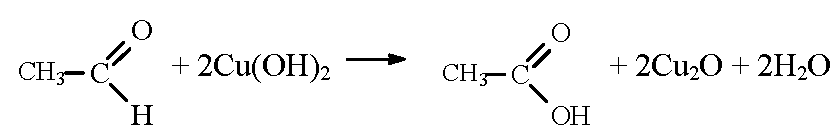 CH₃–C(=O)–H + 2Cu(OH)₂ → CH₃–C(=O)–OH + 2Cu₂O + 2H₂O